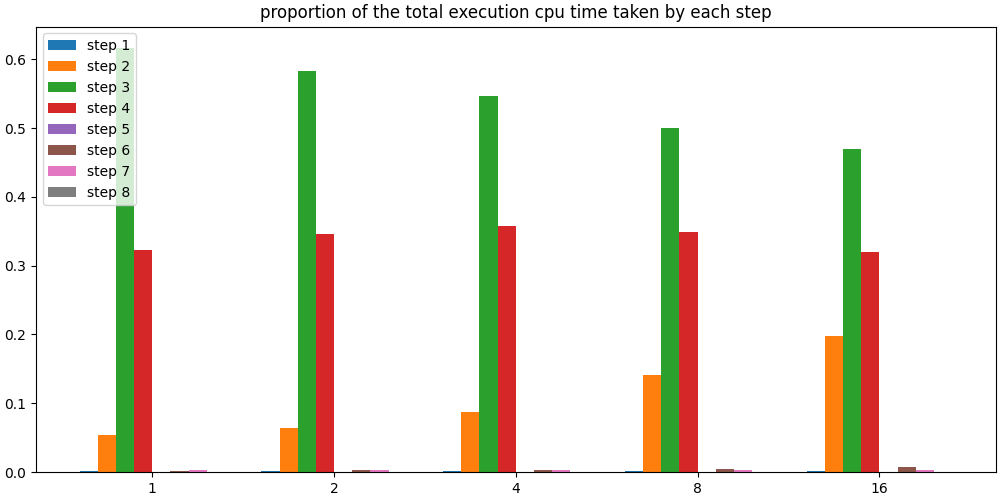 proportion of the total execution cpu time taken by each step
step 1
step 2
step 3
step 4
step 5
step 6
step 7
step 8
0.6
0.5
0.4
0.3
0.2
0.1
0.0
1 2 4 8 16